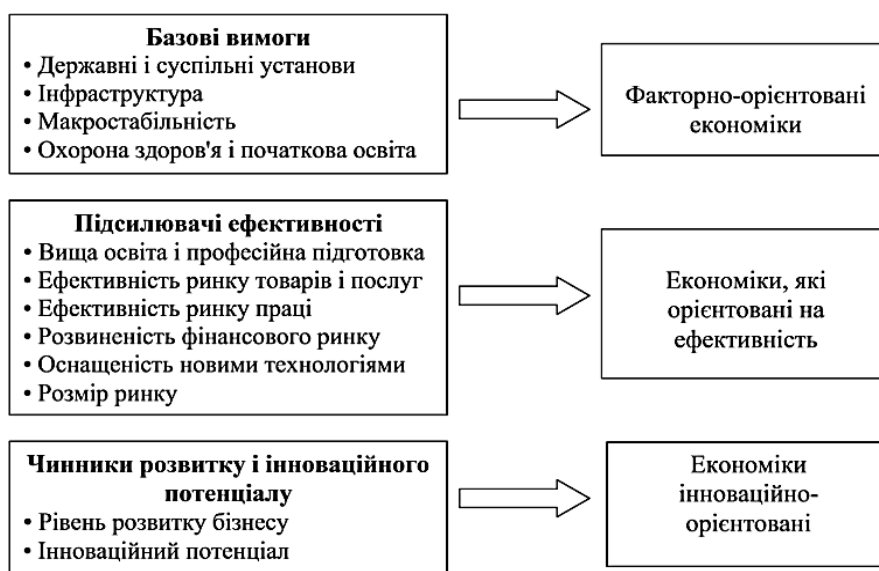 Базові вимоги
• Державні і суспільні установи
• Інфраструктура
• Макростабільність
• Охорона здоров'я і початкова освіта
Факторно-орієнтовані
економіки
Підсилювачі ефективності
• Вища освіта і професійна підготовка
• Ефективність ринку товарів і послуг
• Ефективність ринку праці
• Розвиненість фінансового ринку
• Оснащеність новими технологіями
• Розмір ринку
Економіки, які
орієнтовані на
ефективність
Чинники розвитку і інноваційного
потенціалу
• Рівень розвитку бізнесу
• Інноваційний потенціал
Економіки
інноваційно-
орієнтовані